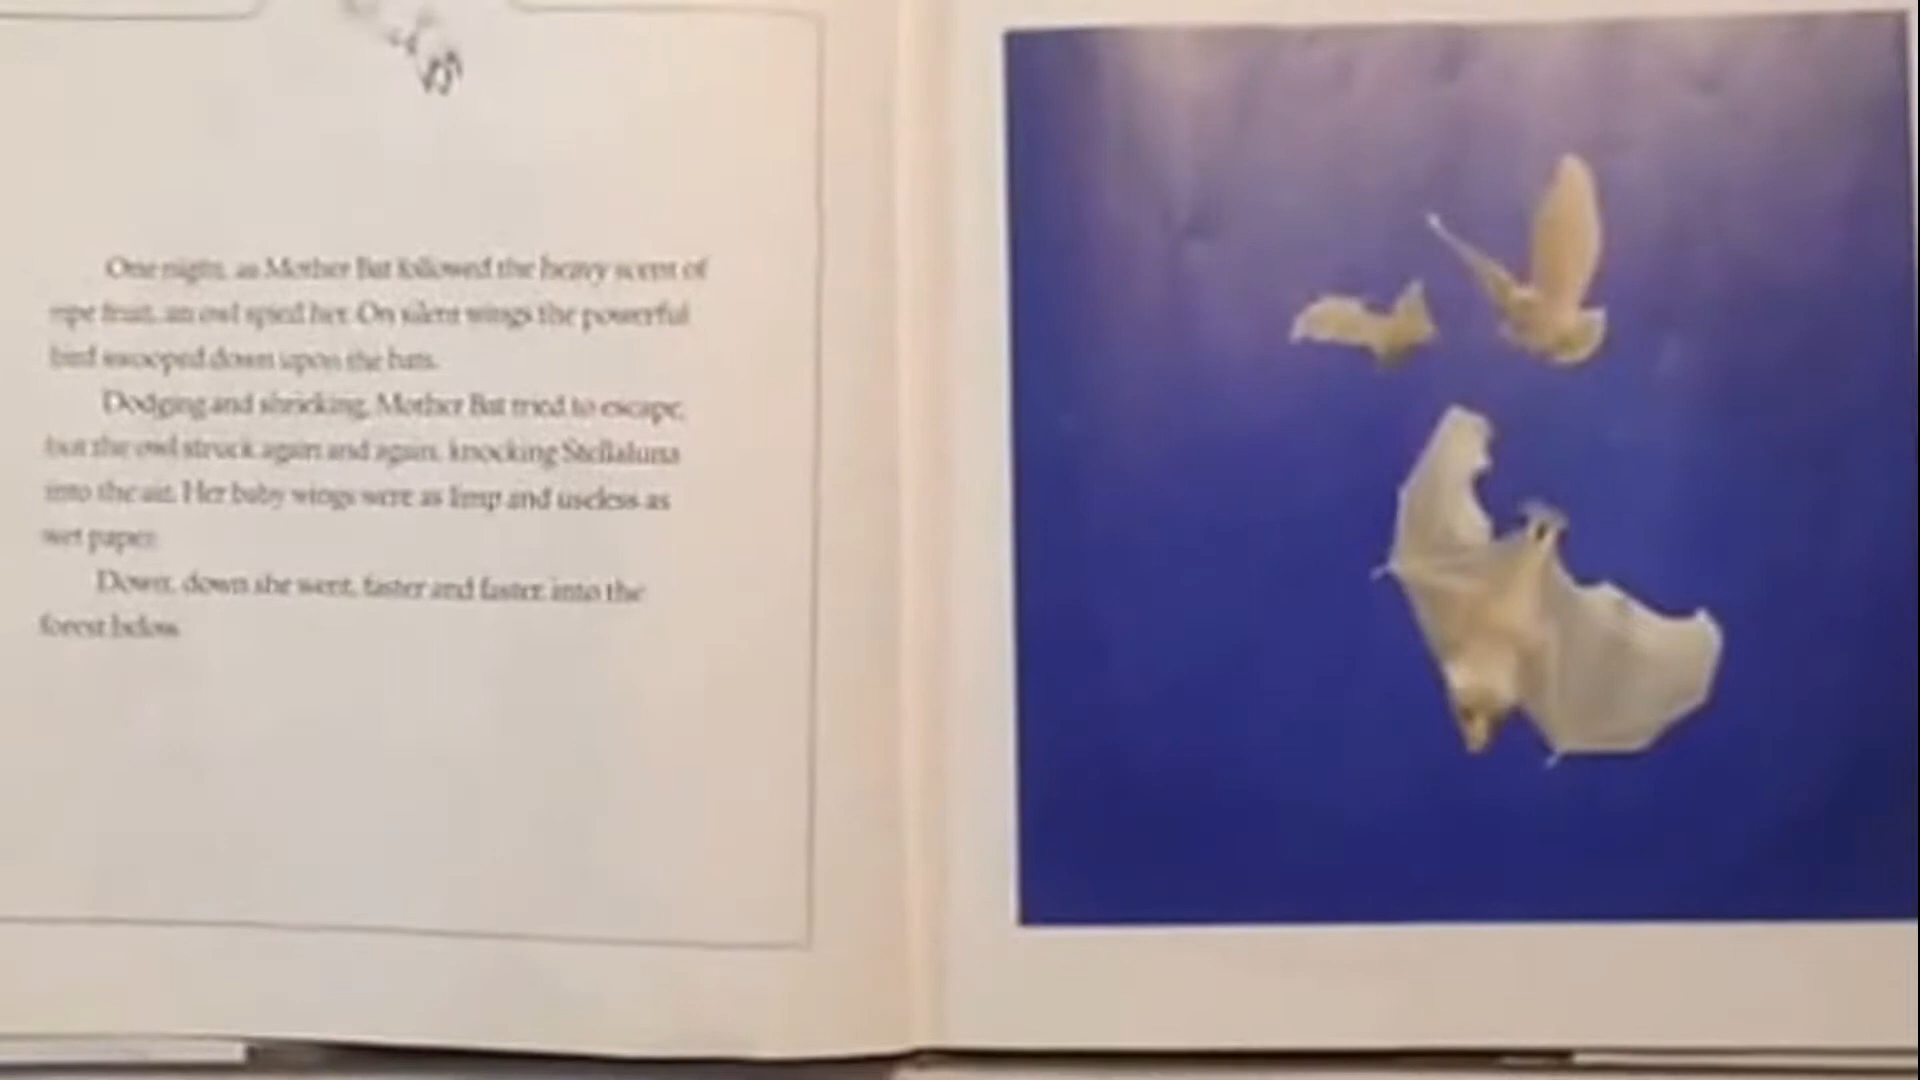 One night, as Mother Bat followed the heavy scent of
ripe fruit, an owl spied her. On silent wings the powerful
bird swooped down upon the bats.
Dodging and shrieking, Mother Bat tried to escape,
but the owl struck again and again, knocking Stellaluna
into the air. Her baby wings were as limp and useless as
wet paper.
Down, down she went, faster and faster, into the
forest below.